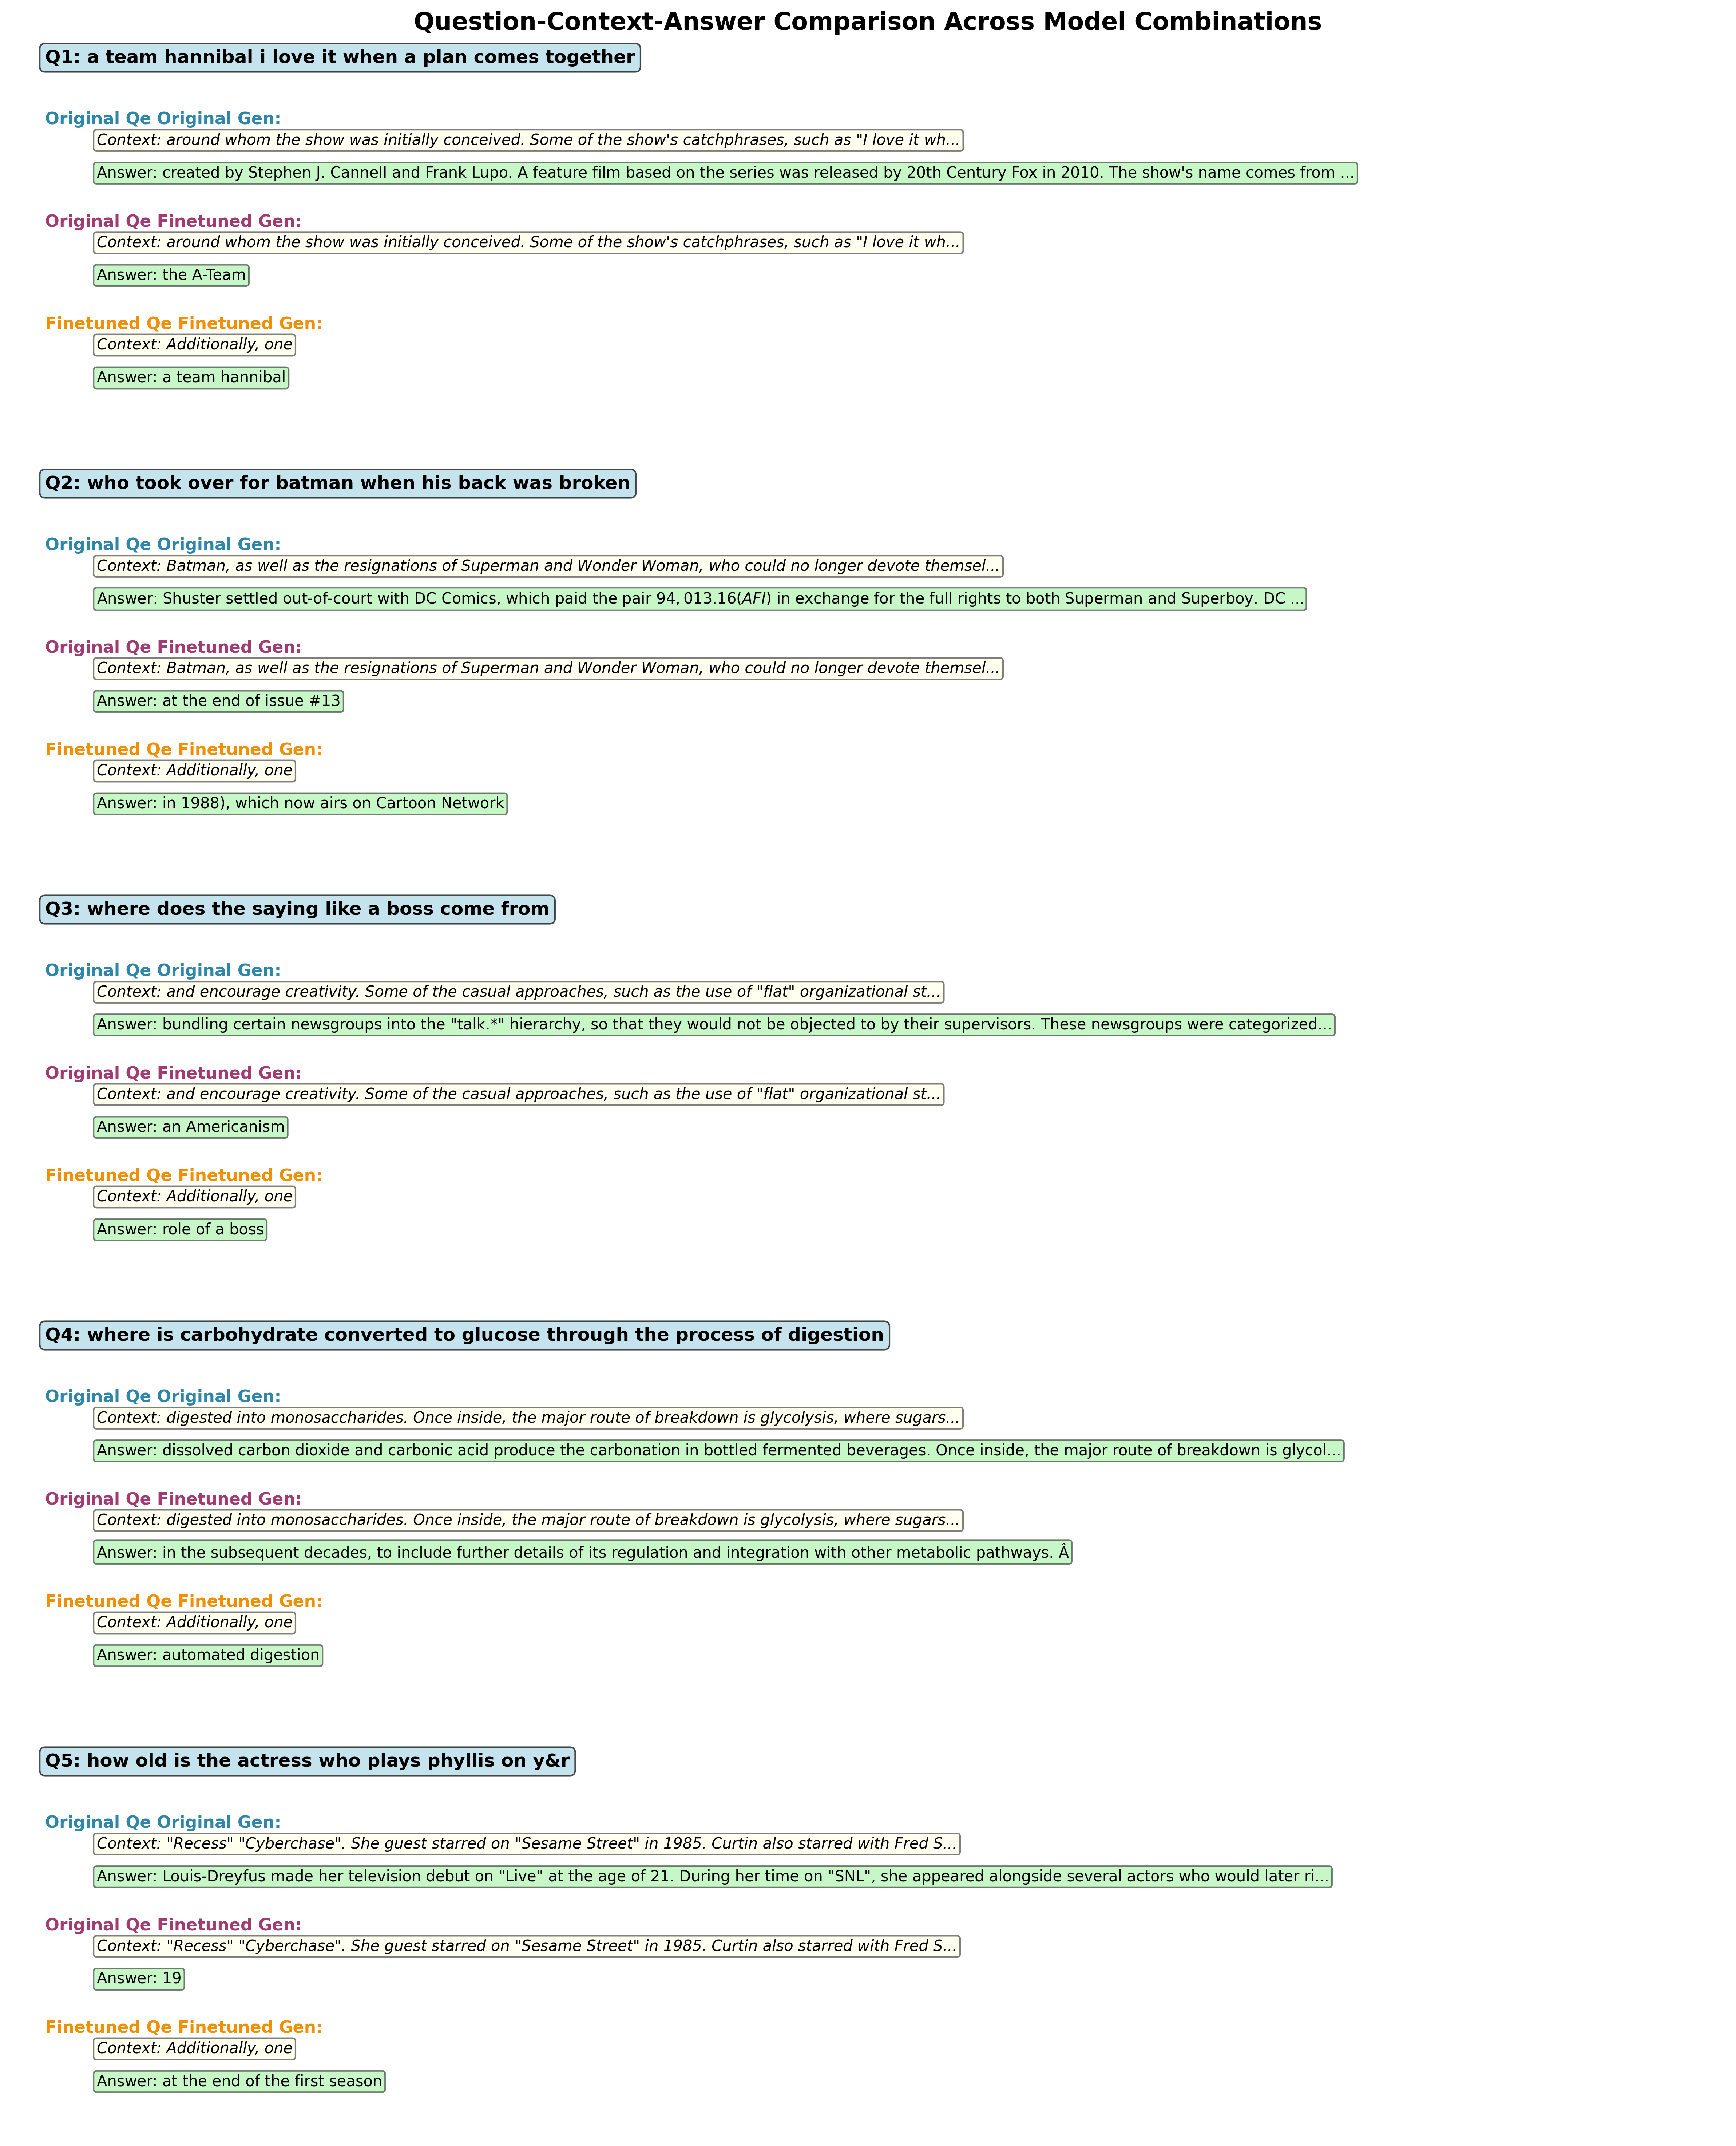 Question-Context-Answer Comparison Across Model Combinations
Q1: a team hannibal i love it when a plan comes together
Original Qe Original Gen:
Context: around whom the show was initially conceived. Some of the show's catchphrases, such as "I love it wh...
Answer: created by Stephen J. Cannell and Frank Lupo. A feature film based on the series was released by 20th Century Fox in 2010. The show's name comes from ...
Original Qe Finetuned Gen:
Context: around whom the show was initially conceived. Some of the show's catchphrases, such as "I love it wh...
Answer: the A-Team
Finetuned Qe Finetuned Gen:
Context: Additionally, one
Answer: a team hannibal
Q2: who took over for batman when his back was broken
Original Qe Original Gen:
Context: Batman, as well as the resignations of Superman and Wonder Woman, who could no longer devote themsel...
Answer: Shuster settled out-of-court with DC Comics, which paid the pair 94, 013.16(AFI) in exchange for the full rights to both Superman and Superboy. DC ...
Original Qe Finetuned Gen:
Context: Batman, as well as the resignations of Superman and Wonder Woman, who could no longer devote themsel...
Answer: at the end of issue #13
Finetuned Qe Finetuned Gen:
Context: Additionally, one
Answer: in 1988), which now airs on Cartoon Network
Q3: where does the saying like a boss come from
Original Qe Original Gen:
Context: and encourage creativity. Some of the casual approaches, such as the use of "flat" organizational st...
Answer: bundling certain newsgroups into the "talk.*" hierarchy, so that they would not be objected to by their supervisors. These newsgroups were categorized...
Original Qe Finetuned Gen:
Context: and encourage creativity. Some of the casual approaches, such as the use of "flat" organizational st...
Answer: an Americanism
Finetuned Qe Finetuned Gen:
Context: Additionally, one
Answer: role of a boss
Q4: where is carbohydrate converted to glucose through the process of digestion
Original Qe Original Gen:
Context: digested into monosaccharides. Once inside, the major route of breakdown is glycolysis, where sugars...
Answer: dissolved carbon dioxide and carbonic acid produce the carbonation in bottled fermented beverages. Once inside, the major route of breakdown is glycol...
Original Qe Finetuned Gen:
Context: digested into monosaccharides. Once inside, the major route of breakdown is glycolysis, where sugars...
Answer: in the subsequent decades, to include further details of its regulation and integration with other metabolic pathways. Â
Finetuned Qe Finetuned Gen:
Context: Additionally, one
Answer: automated digestion
Q5: how old is the actress who plays phyllis on y&r
Original Qe Original Gen:
Context: "Recess" "Cyberchase". She guest starred on "Sesame Street" in 1985. Curtin also starred with Fred S...
Answer: Louis-Dreyfus made her television debut on "Live" at the age of 21. During her time on "SNL", she appeared alongside several actors who would later ri...
Original Qe Finetuned Gen:
Context: "Recess" "Cyberchase". She guest starred on "Sesame Street" in 1985. Curtin also starred with Fred S...
Answer: 19
Finetuned Qe Finetuned Gen:
Context: Additionally, one
Answer: at the end of the first season